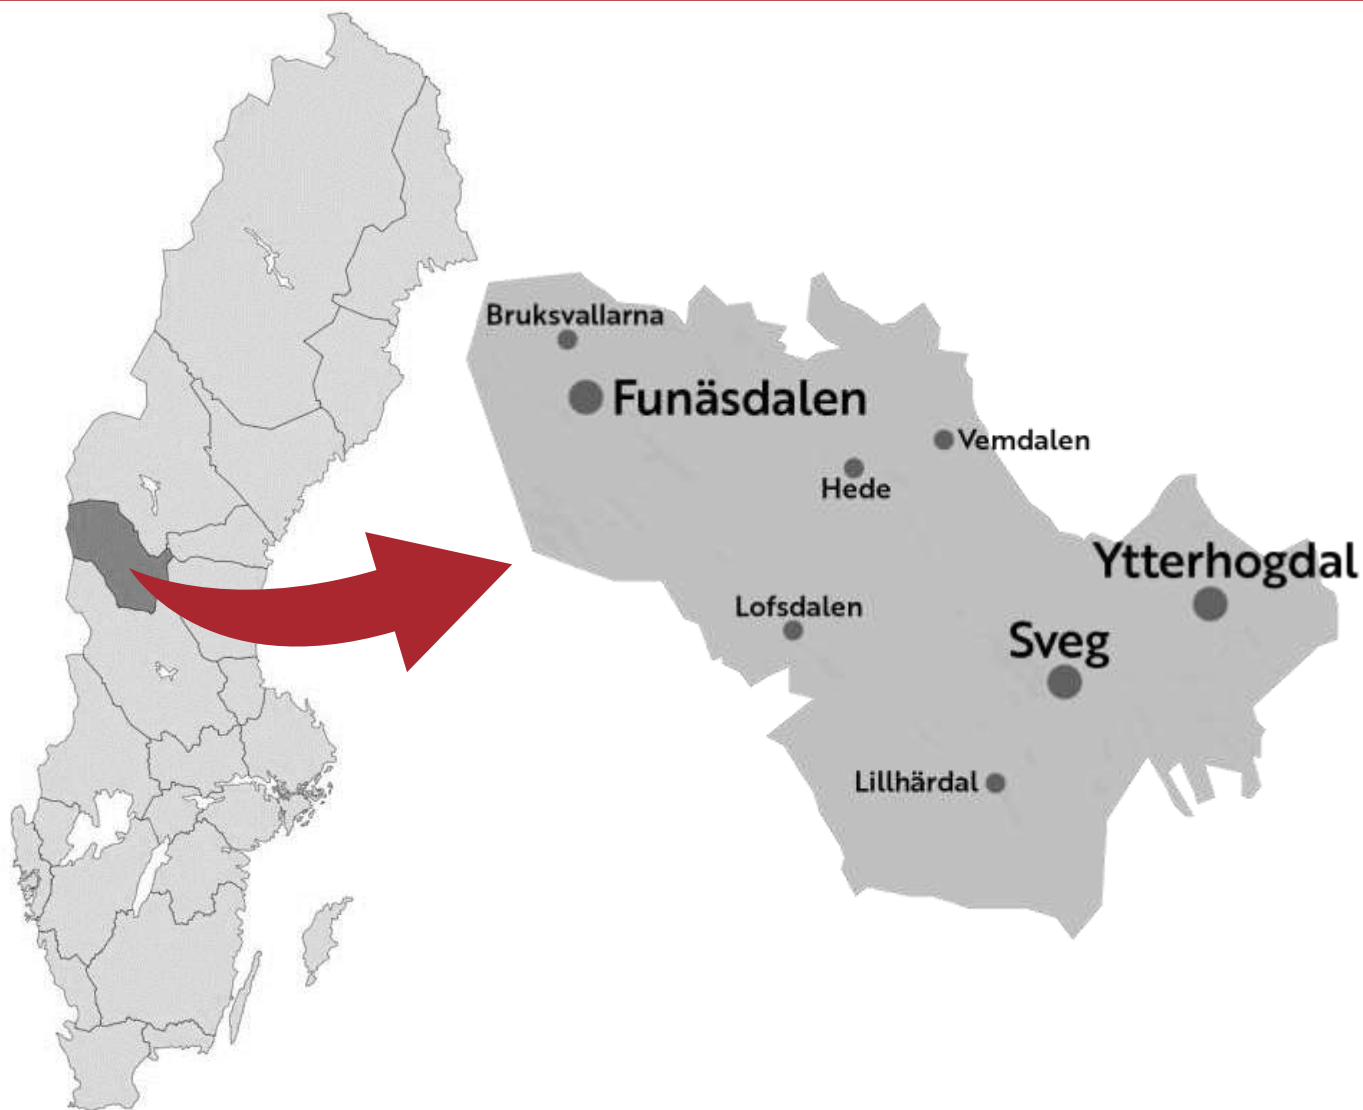 Bruksvallarna
Funäsdalen
Vemdalen
Hede
Ytterhogdal
Lofsdalen
Sveg
Lillhärdal